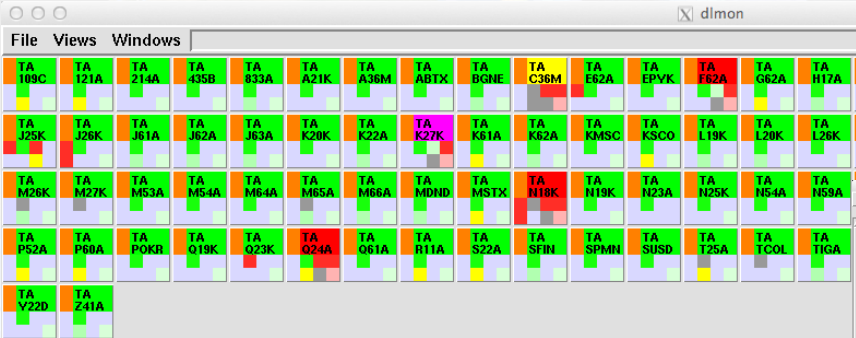 dlmon
File Views Windows
TA TA TA TA TA TA TA TA TA TA TA TA TA TA TA
109C 121A 214A 435B 833A A21K A36M ABTX BGNE C36M E62A EPYK F62A G62A H17A
TA TA TA TA TA TA TA TA TA TA TA TA TA TA TA
J25K J26K J61A J62A J63A K20K K22A K27K K61A K62A KMSC KSCO L19K L20K L26K
TA TA TA TA TA TA TA TA TA TA TA TA TA TA TA
M26K M27K M53A M54A M64A M65A M66A MDND MSTX N18K N19K N23A N25K N54A N59A
TA TA TA TA TA TA TA TA TA TA TA TA TA TA TA
P52A P60A POKR Q19K Q23K Q24A Q61A R11A S22A SFIN SPMN SUSD T25A TCOL TIGA
TA TA
V22D Z41A